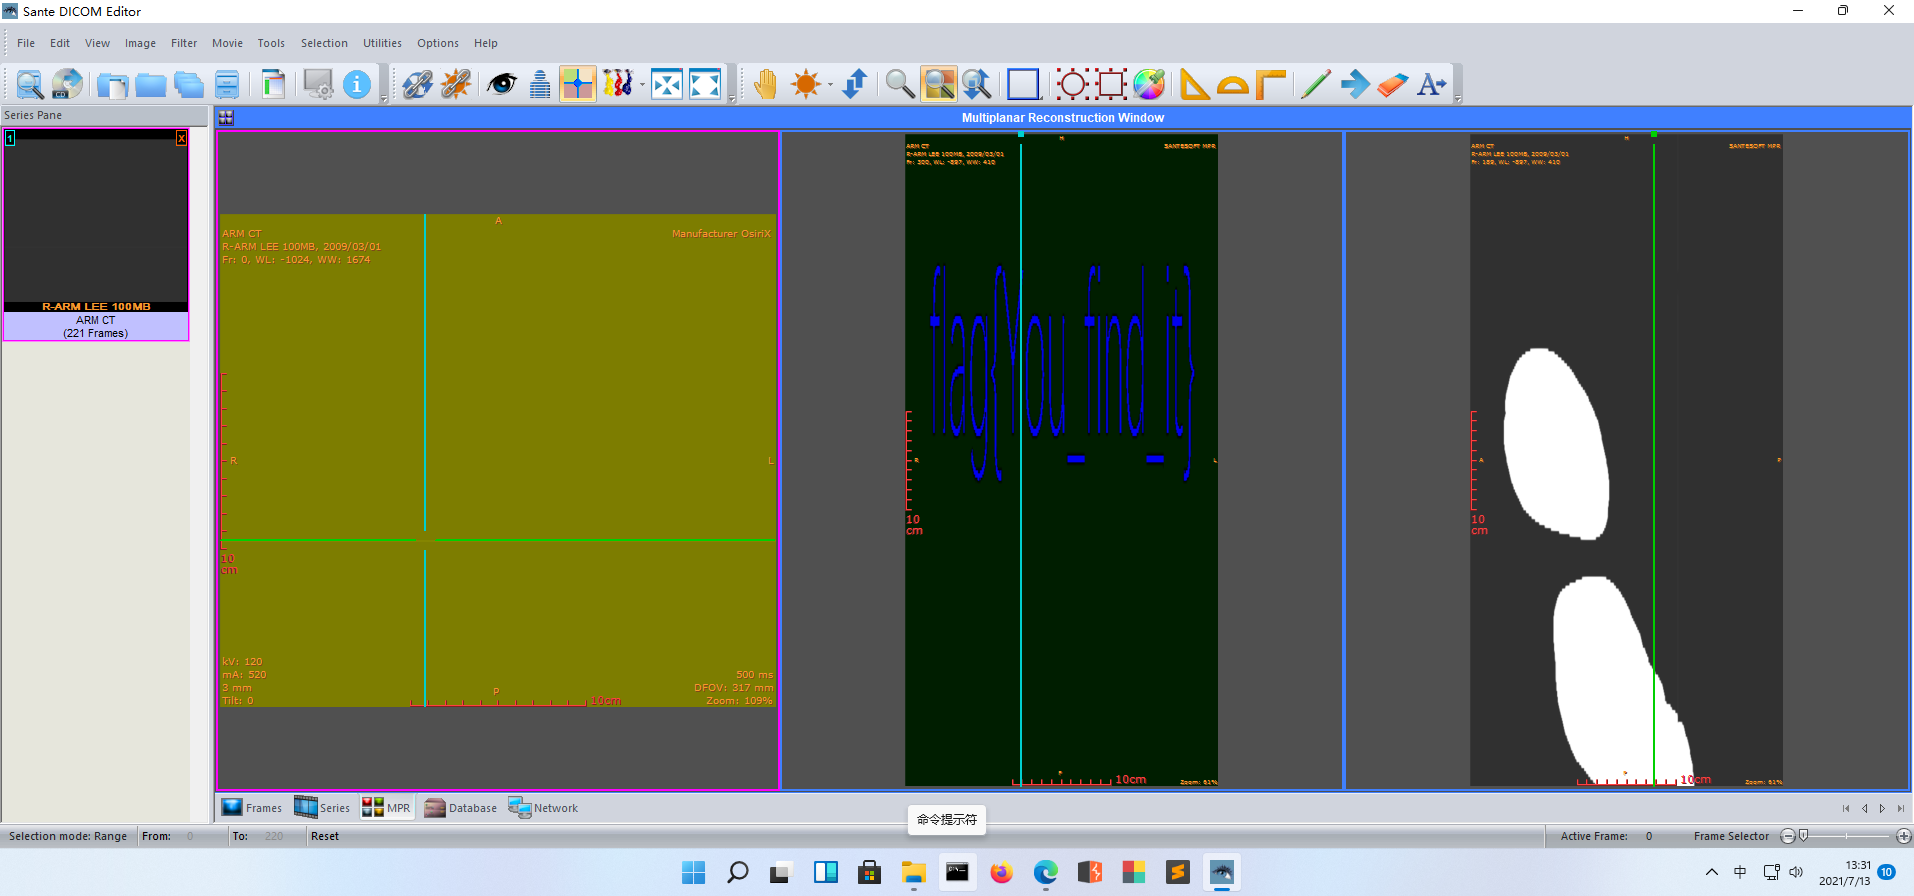 Sante DICOM Editor
File Edit View Image Filter Movie Tools Selection Utilities Options Help
CD
i
A
Series Pane
Multiplanar Reconstruction Window
1 X
R-ARM LEE 100MB
ARM CT
(221 Frames)
A
ARM CT
Manufacturer OsiriX
R-ARM LEE 100MB, 2009/03/01
Fr: 0, WL: -1024, WW: 1674
R
L
10
cm
kV: 120
mA: 520
3 mm
Tilt: 0
P
10cm
500 ms
DFOV: 317 mm
Zoom: 109%
H
ARM CT
SANTESOFT MPR
R-ARM LEE 100MB, 2009/03/01
Fr: 200, WL: -897, WW: 410
flag{You_find_it}
R
L
10
cm
10cm
Zoom: 61%
H
ARM CT
SANTESOFT MPR
R-ARM LEE 100MB, 2009/03/01
Fr: 189, WL: -897, WW: 410
A
P
10
cm
10cm
Zoom: 61%
Frames Series MPR Database Network
命令提示符
Selection mode: Range From: 0 To: 220 Reset
Active Frame: 0 Frame Selector
中
13:31
2021/7/13
10